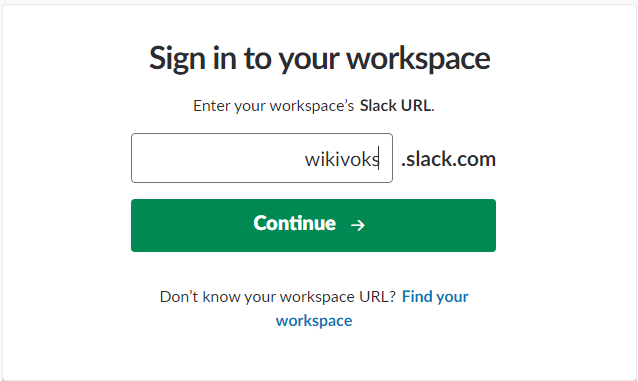 Sign in to your workspace
Enter your workspace's Slack URL.
wikivoks .slack.com
Continue →
Don't know your workspace URL? Find your
workspace